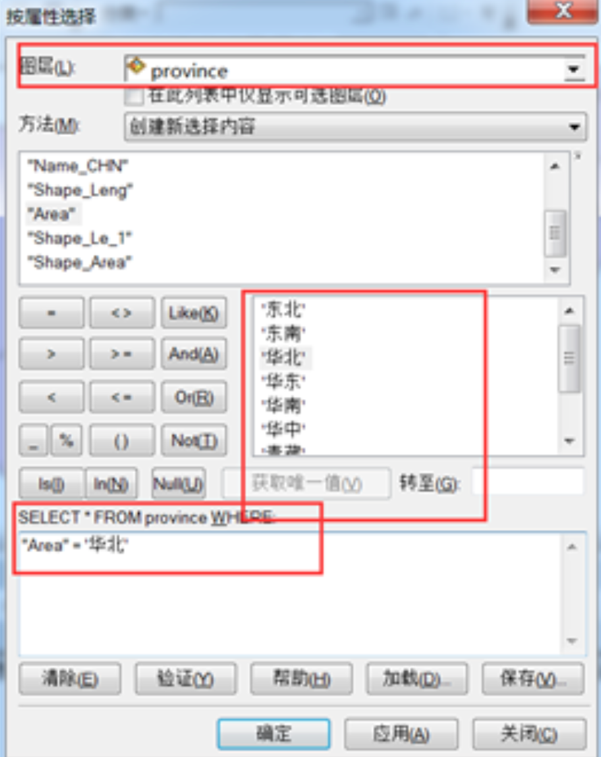 按属性选择
图层(L): province
在此列表中仅显示可选图层(O)
方法(M): 创建新选择内容
"Name_CHN"
"Shape_Leng"
"Area"
"Shape_Le_1"
"Shape_Area"
= <> Like(K)
> >= And(A)
< <= Or(R)
_ % () Not(T)
'东北'
'东南'
'华北'
'华东'
'华南'
'华中'
'青藏'
Is(I) In(N) Null(U) 获取唯一值(V) 转至(G):
SELECT * FROM province WHERE:
"Area" = '华北'
清除(E) 验证(Y) 帮助(H) 加载(D)... 保存(V)...
确定 应用(A) 关闭(C)